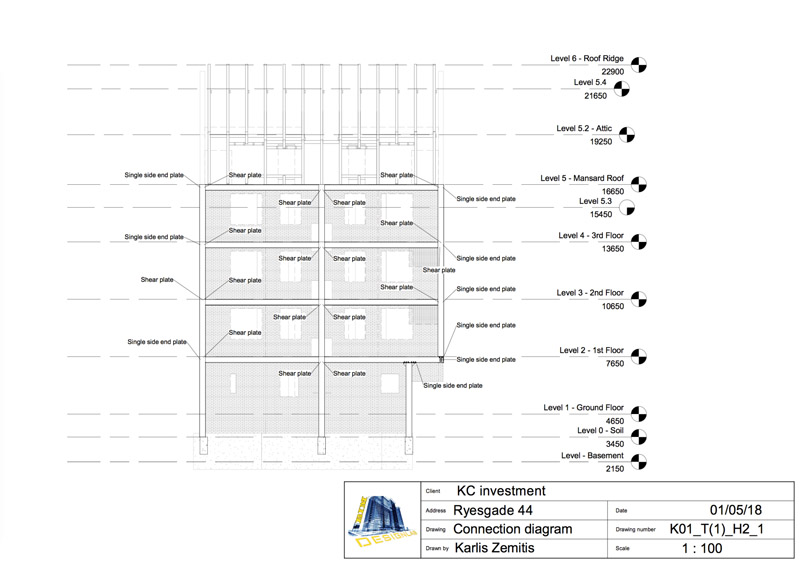 Level 6 - Roof Ridge
22900
Level 5.4
21650
Level 5.2 - Attic
19250
Single side end plate
Shear plate
Level 5 - Mansard Roof
16650
Single side end plate
Shear plate
Shear plate
Level 5.3
15450
Shear plate
Shear plate
Single side end plate
Level 4 - 3rd Floor
13650
Shear plate
Shear plate
Single side end plate
Shear plate
Shear plate
Shear plate
Shear plate
Single side end plate
Level 3 - 2nd Floor
10650
Shear plate
Shear plate
Single side end plate
Shear plate
Single side end plate
Level 2 - 1st Floor
7650
Single side end plate
Shear plate
Shear plate
Single side end plate
Level 1 - Ground Floor
4650
Level 0 - Soil
3450
Level - Basement
2150
Client KC investment
Address Ryesgade 44
Date 01/05/18
Drawing Connection diagram
Drawing number K01_T(1)_H2_1
Drawn by Karlis Zemitis
Scale 1 : 100